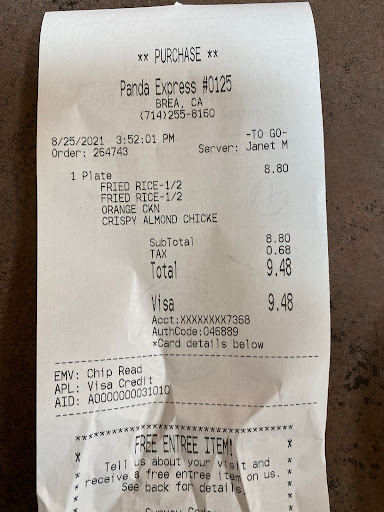 ** PURCHASE **
Panda Express #0125
BREA, CA
(714)255-8160
8/25/2021 3:52:01 PM -TO GO-
Order: 264743 Server: Janet M
1 Plate 8.80
FRIED RICE-1/2
FRIED RICE-1/2
ORANGE CKN
CRISPY ALMOND CHICKE
SubTotal 8.80
TAX 0.68
Total 9.48
Visa 9.48
Acct:XXXXXXXX7368
AuthCode:046889
*Card details below
EMV: Chip Read
APL: Visa Credit
AID: A0000000031010
FREE ENTREE ITEM!
Tell us about your visit and
receive a free entree item on us.
See back for details.
Survey Code